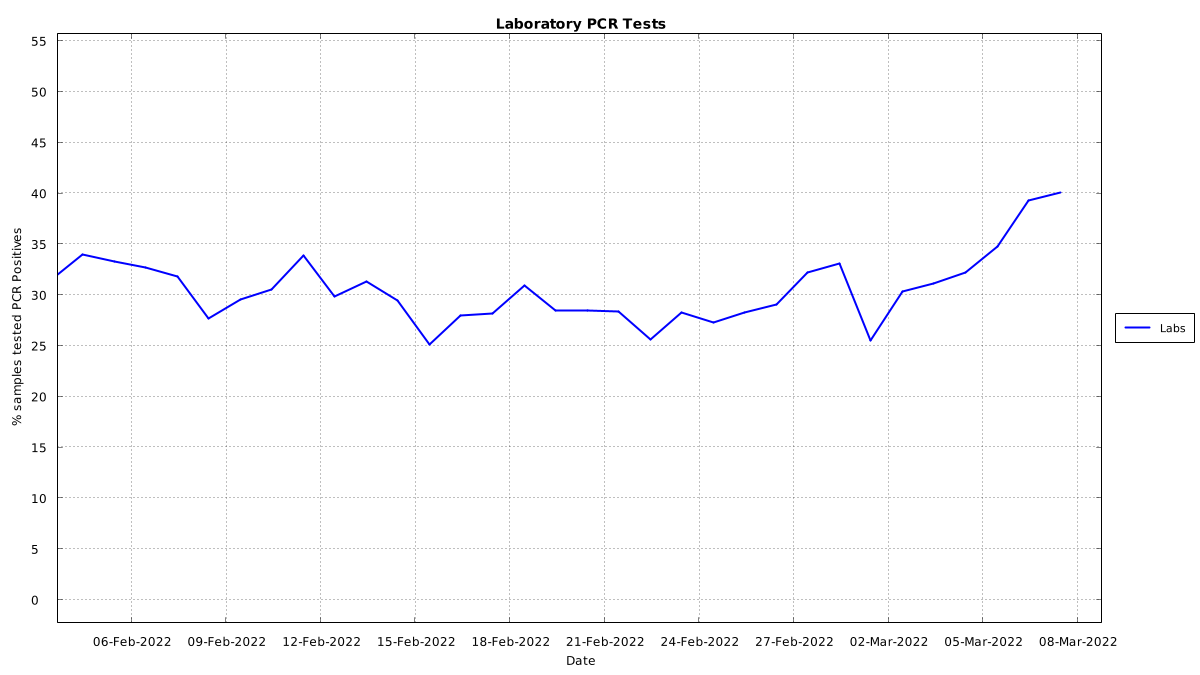 Laboratory PCR Tests
55
50
45
40
35
30
25
20
15
10
5
0
% samples tested PCR Positives
06-Feb-2022 09-Feb-2022 12-Feb-2022 15-Feb-2022 18-Feb-2022 21-Feb-2022 24-Feb-2022 27-Feb-2022 02-Mar-2022 05-Mar-2022 08-Mar-2022
Date
Labs